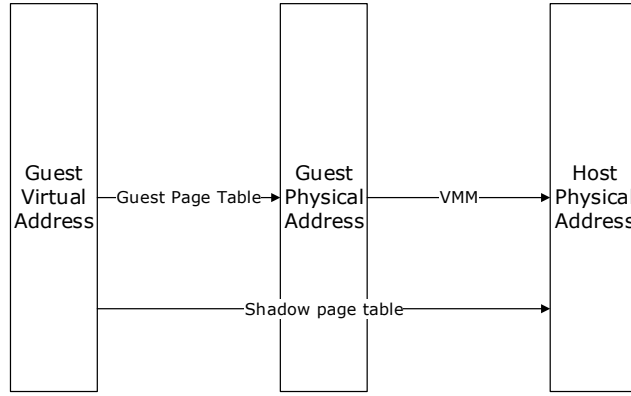 Guest
Virtual
Address
Guest Page Table
Guest
Physical
Address
VMM
Host
Physical
Address
Shadow page table